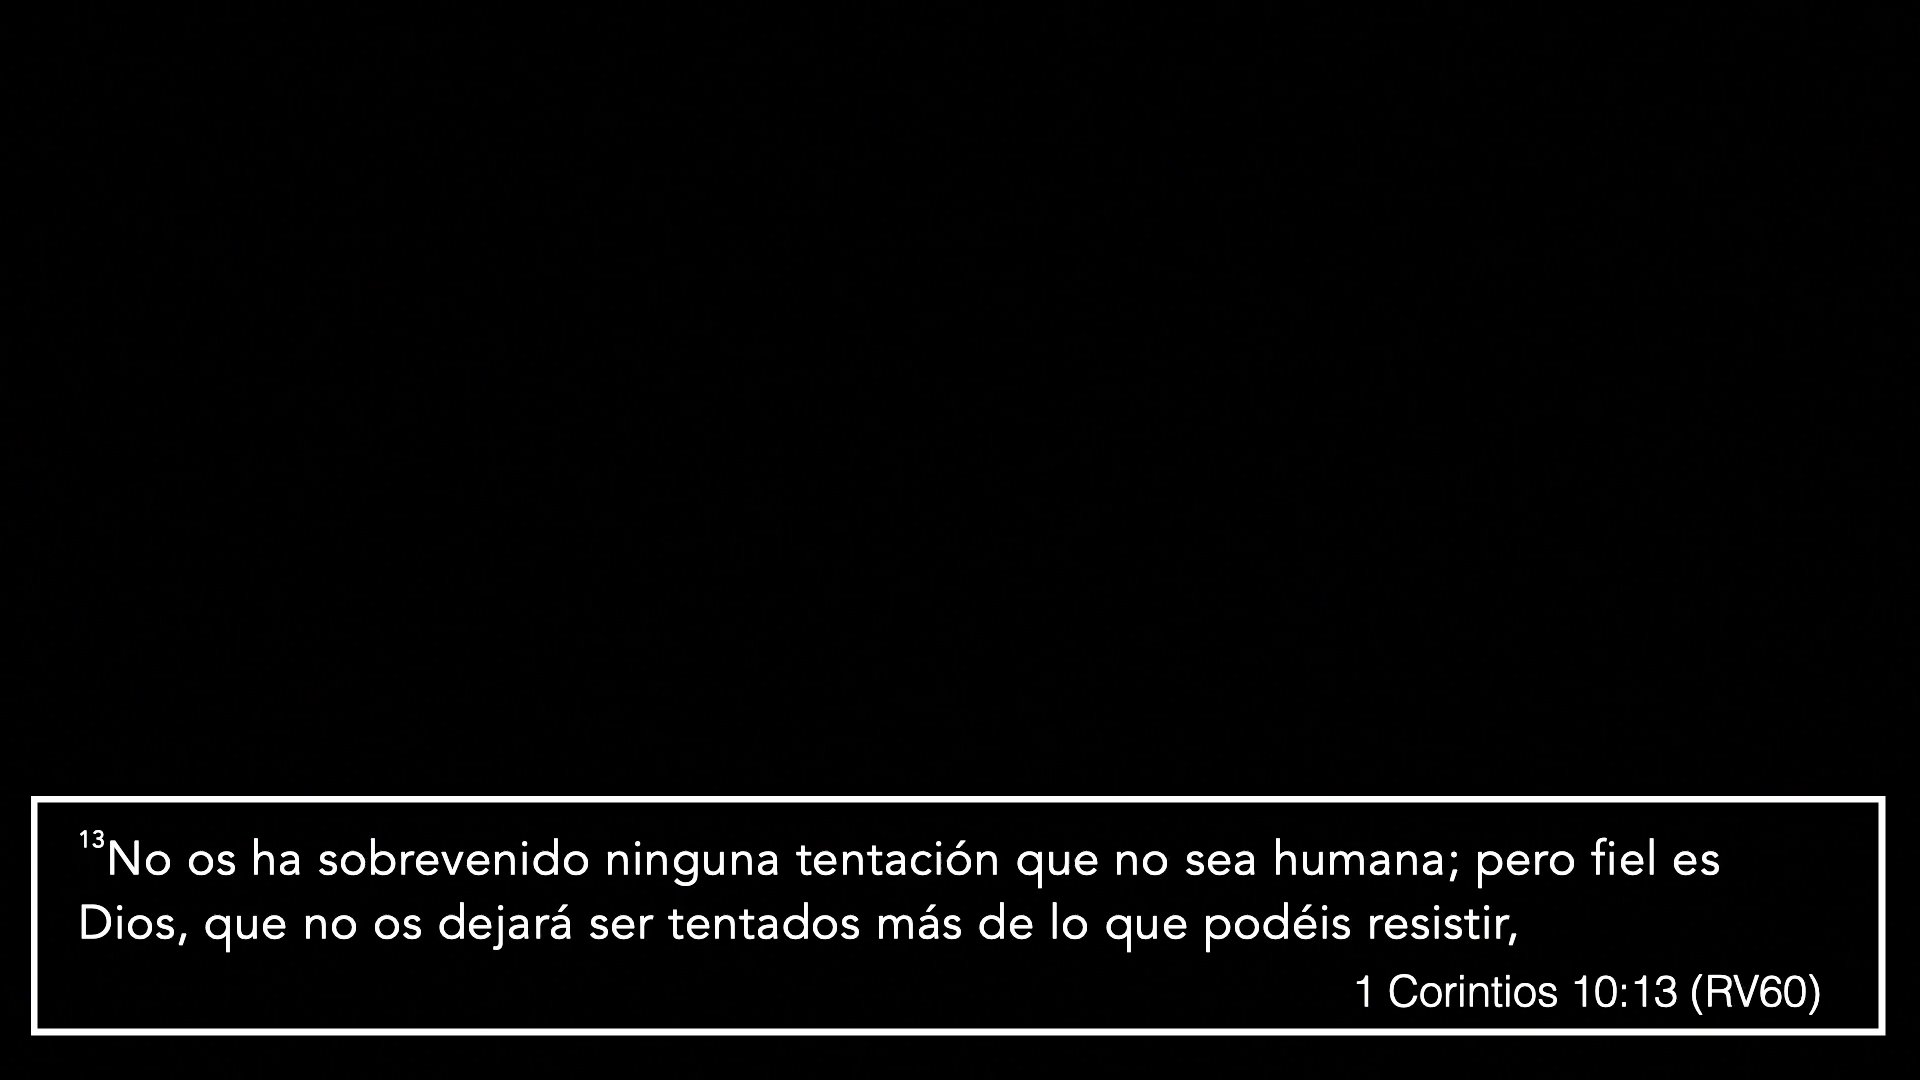 13No os ha sobrevenido ninguna tentación que no sea humana; pero fiel es
Dios, que no os dejará ser tentados más de lo que podéis resistir,
1 Corintios 10:13 (RV60)